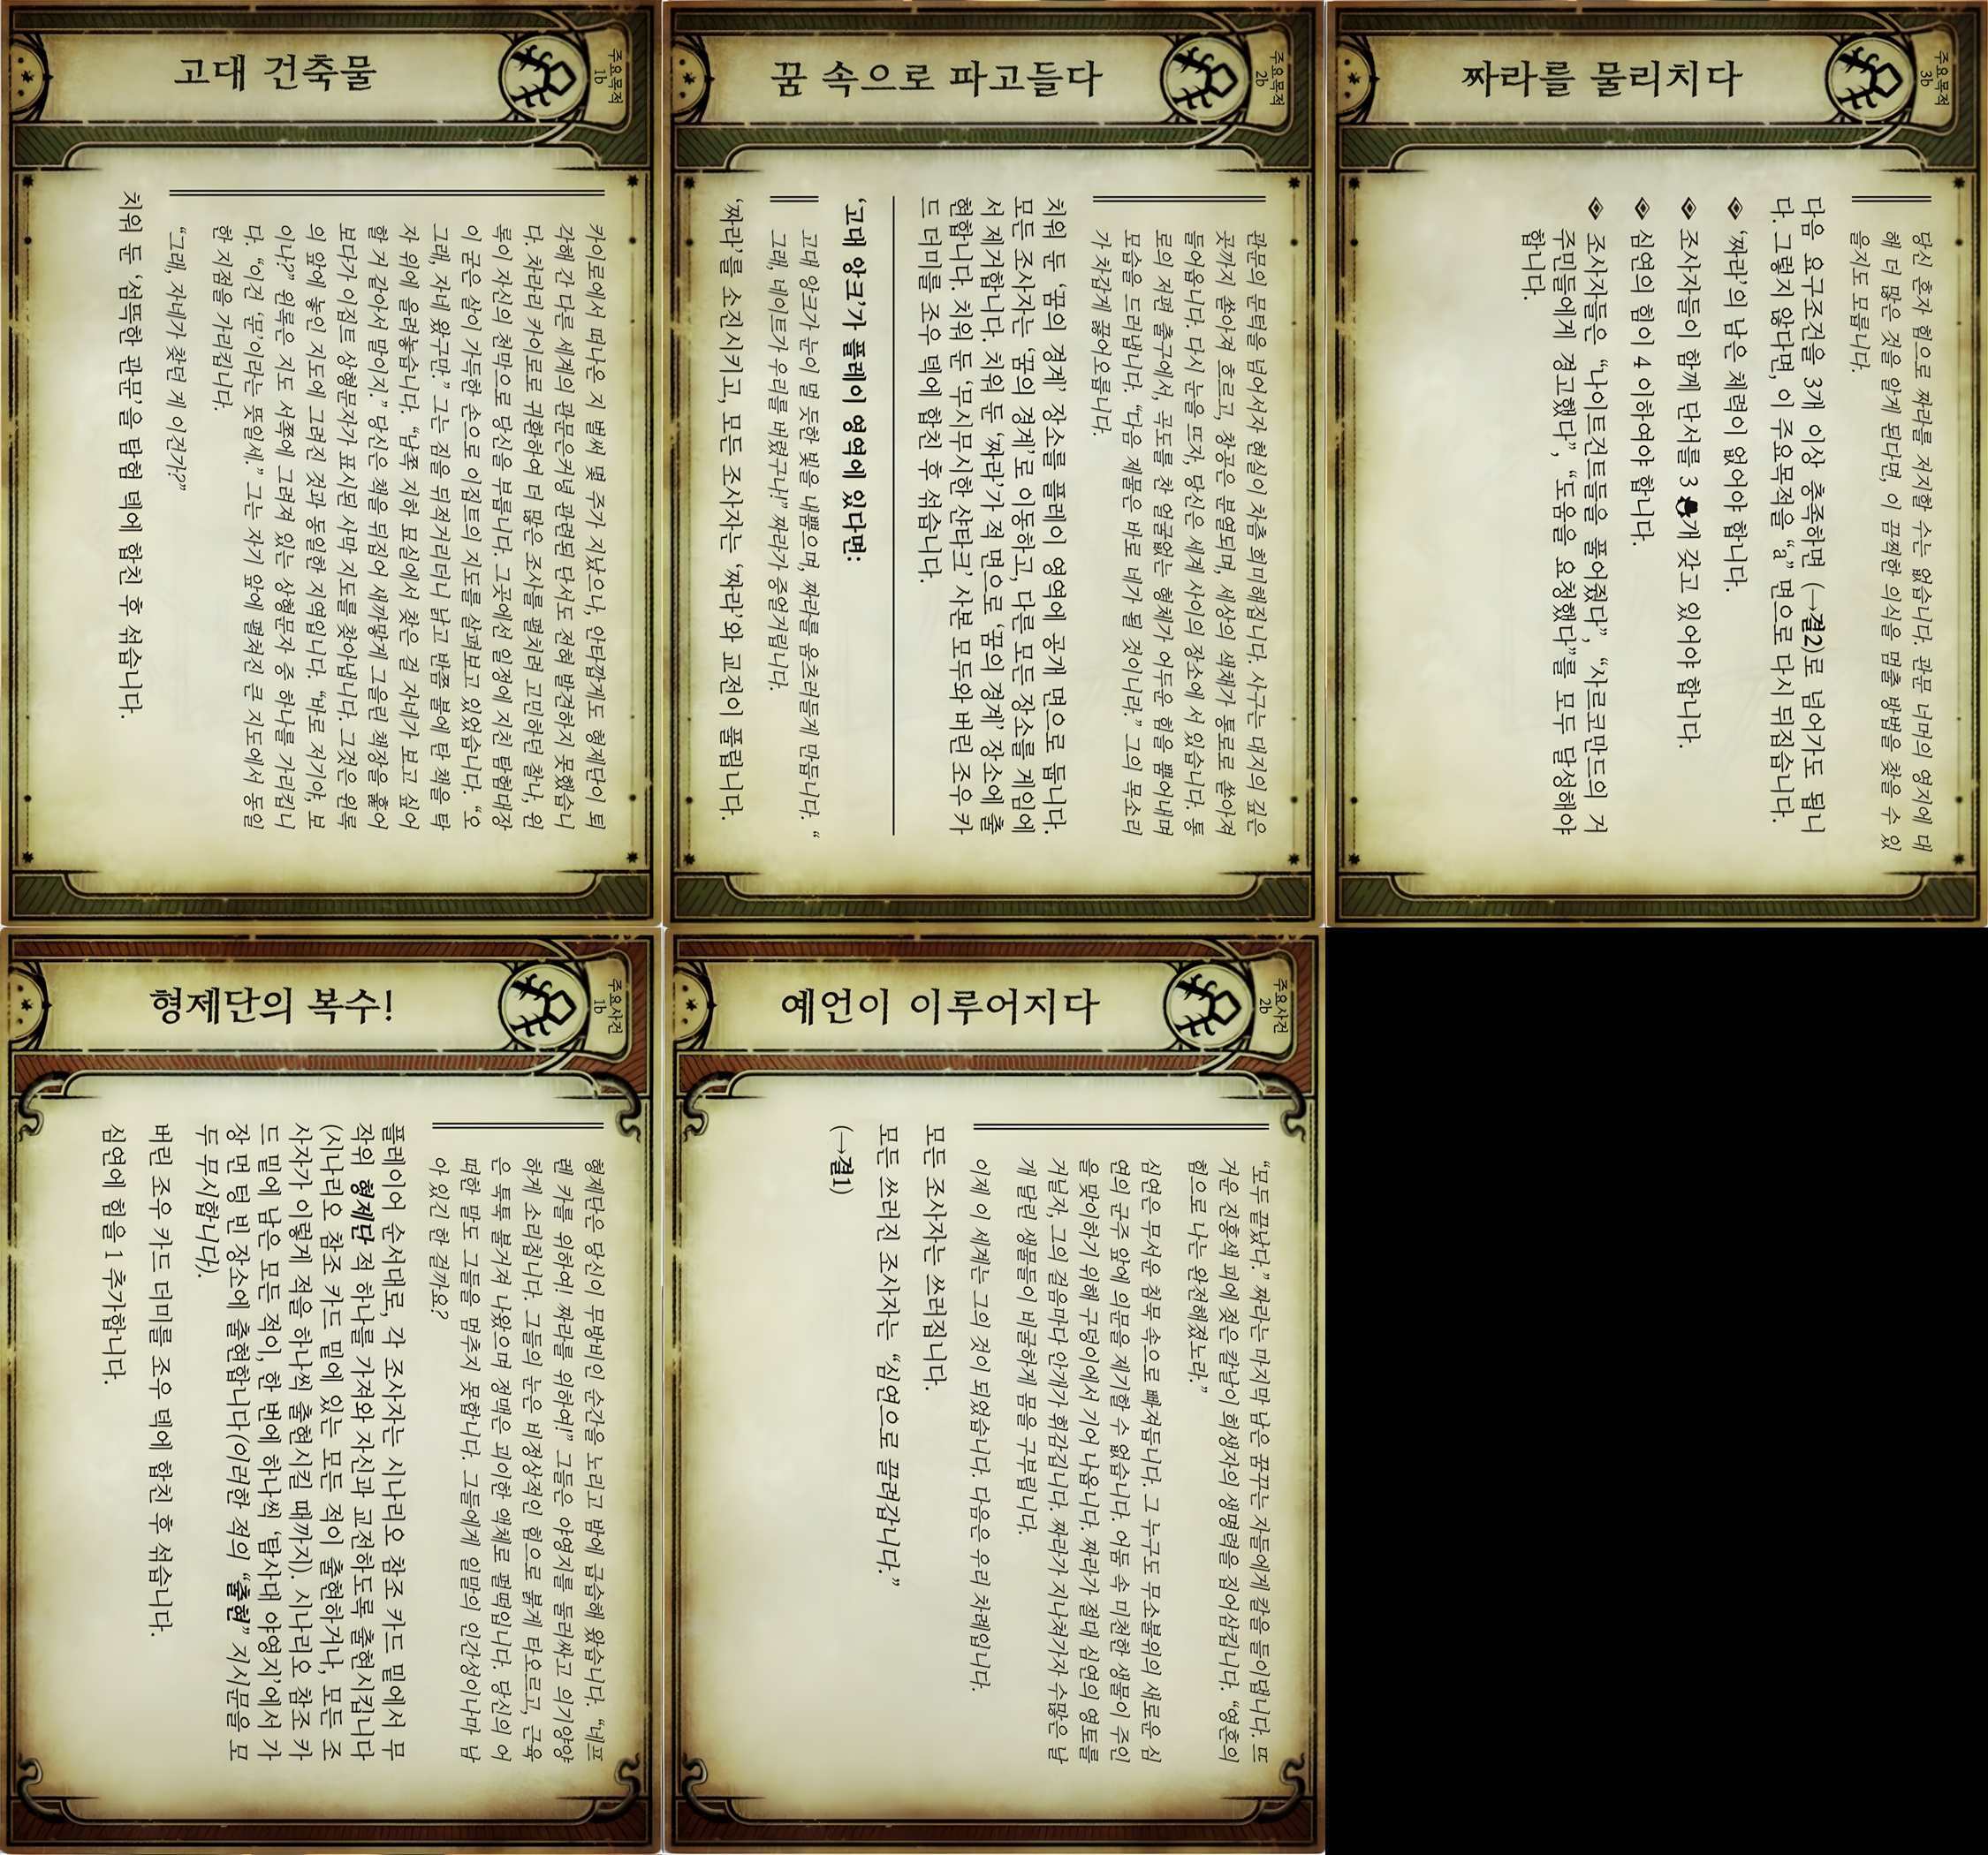 고대 건축물
주요목적
1b
카이로에서 떠나온 지 벌써 몇 주가 지났으나, 안타깝게도 형제단이 퇴
각해 간 다른 세계의 관문은커녕 관련된 단서도 전혀 발견하지 못했습니
다. 차라리 카이로로 귀환하여 더 많은 조사를 펼치려 고민하던 찰나, 윈
록이 자신의 천막으로 당신을 부릅니다. 그곳에선 일정에 지친 탐험대장
이 굳은 살이 가득한 손으로 이집트의 지도를 살펴보고 있었습니다. “오
그래, 자네 왔구만.” 그는 짐을 뒤적거리더니 낡고 반쯤 불에 탄 책을 탁
자 위에 올려놓습니다. “남쪽 지하 묘실에서 찾은 걸 자네가 보고 싶어
할 거 같아서 말이지.” 당신은 책을 뒤집어 새까맣게 그을린 책장을 훑어
보다가 이집트 상형문자가 표시된 사막 지도를 찾아냅니다. 그것은 윈록
의 앞에 놓인 지도에 그려진 것과 동일한 지역입니다. “바로 저기야, 보
이나?” 윈록은 지도 서쪽에 그려져 있는 상형문자 중 하나를 가리킵니
다. “이건 ‘문’이라는 뜻일세.” 그는 자기 앞에 펼쳐진 큰 지도에서 동일
한 지점을 가리킵니다.
“그래, 자네가 찾던 게 이건가?”
치워 둔 ‘섬뜩한 관문’을 탐험 덱에 합친 후 섞습니다.
꿈 속으로 파고들다
주요목적
2b
관문의 문턱을 넘어서자 현실이 차츰 희미해집니다. 사구는 대지의 깊은
곳까지 쏟아져 흐르고, 창공은 분열되며, 세상의 색채가 통로로 쏟아져
들어옵니다. 다시 눈을 뜨자, 당신은 세계 사이의 장소에 서 있습니다. 통
로의 저편 출구에서, 곡도를 찬 얼굴없는 형체가 어두운 힘을 뿜어내며
모습을 드러냅니다. “다음 제물은 바로 네가 될 것이니라.” 그의 목소리
가 차갑게 끓어오릅니다.
치워 둔 ‘꿈의 경계’ 장소를 플레이 영역에 공개 면으로 둡니다.
모든 조사자는 ‘꿈의 경계’로 이동하고, 다른 모든 장소를 게임에
서 제거합니다. 치워 둔 ‘짜라’가 적 면으로 ‘꿈의 경계’ 장소에 출
현합니다. 치워 둔 ‘무시무시한 샨타크’ 사본 모두와 버린 조우 카
드 더미를 조우 덱에 합친 후 섞습니다.
‘고대 앙크’가 플레이 영역에 있다면:
고대 앙크가 눈이 멀 듯한 빛을 내뿜으며, 짜라를 움츠러들게 만듭니다. “
그래, 네이트가 우리를 버렸구나!” 짜라가 중얼거립니다.
‘짜라’를 소진시키고, 모든 조사자는 ‘짜라’와 교전이 풀립니다.
짜라를 물리치다
주요목적
3b
당신 혼자 힘으로 짜라를 저지할 수는 없습니다. 관문 너머의 영지에 대
해 더 많은 것을 알게 된다면, 이 끔찍한 의식을 멈출 방법을 찾을 수 있
을지도 모릅니다.
다음 요구조건을 3개 이상 충족하면 (→결2)로 넘어가도 됩니
다. 그렇지 않다면, 이 주요목적을 “a” 면으로 다시 뒤집습니다.
‘짜라’의 남은 체력이 없어야 합니다.
조사자들이 함께 단서를 3개 갖고 있어야 합니다.
심연의 힘이 4 이하여야 합니다.
조사자들은 “나이트건트들을 풀어줬다”, “사르코만드의 거
주민들에게 경고했다”, “도움을 요청했다”를 모두 달성해야
합니다.
형제단의 복수!
주요사건
1b
형제단은 당신이 무방비인 순간을 노리고 밤에 급습해 왔습니다. “네프
렌 카를 위하여! 짜라를 위하여!” 그들은 야영지를 둘러싸고 의기양양
하게 소리칩니다. 그들의 눈은 비정상적인 힘으로 붉게 타오르고, 근육
은 툭툭 불거져 나왔으며 정맥은 괴이한 액체로 펄떡입니다. 당신의 어
떠한 말도 그들을 멈추지 못합니다. 그들에게 일말의 인간성이나마 남
아 있긴 한 걸까요?
플레이어 순서대로, 각 조사자는 시나리오 참조 카드 밑에서 무
작위 형제단 적 하나를 가져와 자신과 교전하도록 출현시킵니다
(시나리오 참조 카드 밑에 있는 모든 적이 출현하거나, 모든 조
사자가 이렇게 적을 하나씩 출현시킬 때까지). 시나리오 참조 카
드 밑에 남은 모든 적이, 한 번에 하나씩 ‘탐사대 야영지’에서 가
장 먼 텅 빈 장소에 출현합니다(이러한 적의 “출현” 지시문을 모
두 무시합니다).
버린 조우 카드 더미를 조우 덱에 합친 후 섞습니다.
심연에 힘을 1 추가합니다.
예언이 이루어지다
주요사건
2b
“모두 끝났다.” 짜라는 마지막 남은 꿈꾸는 자들에게 칼을 들이댑니다. 뜨
거운 진홍색 피에 젖은 칼날이 희생자의 생명력을 집어삼킵니다. “영혼의
힘으로 나는 완전해졌노라.”
심연은 무서운 침묵 속으로 빠져듭니다. 그 누구도 무소불위의 새로운 심
연의 군주 앞에 의문을 제기할 수 없습니다. 어둠 속 미천한 생물이 주인
을 맞이하기 위해 구덩이에서 기어 나옵니다. 짜라가 절대 심연의 영토를
거닐자, 그의 걸음마다 안개가 휘감깁니다. 짜라가 지나쳐가자 수많은 날
개 달린 생물들이 비굴하게 몸을 구부립니다.
이제 이 세계는 그의 것이 되었습니다. 다음은 우리 차례입니다.
모든 조사자는 쓰러집니다.
모든 쓰러진 조사자는 “심연으로 끌려갑니다.”
(→결1)